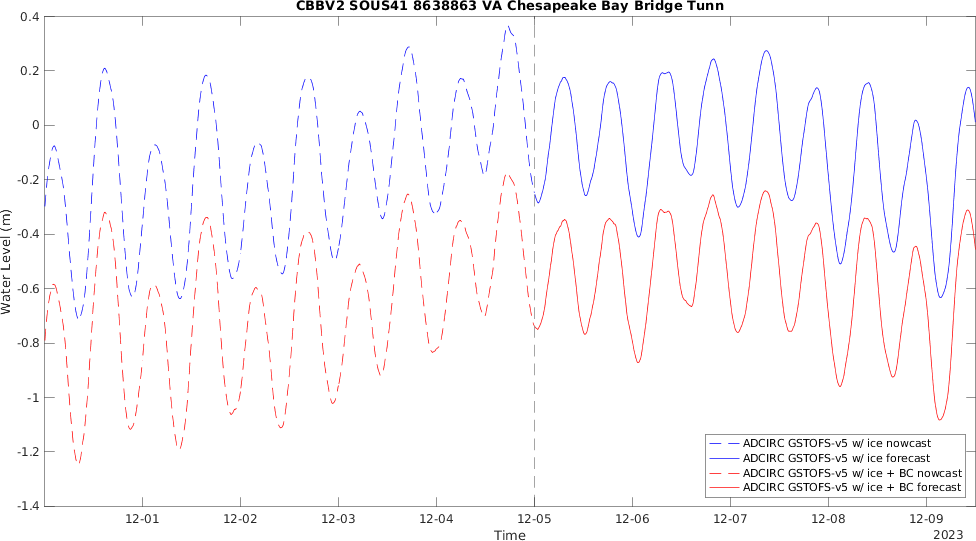 CBBV2 SOUS41 8638863 VA Chesapeake Bay Bridge Tunn
0.4
0.2
0
-0.2
-0.4
-0.6
-0.8
-1
-1.2
-1.4
Water Level (m)
ADCIRC GSTOFS-v5 w/ ice nowcast
ADCIRC GSTOFS-v5 w/ ice forecast
ADCIRC GSTOFS-v5 w/ ice + BC nowcast
ADCIRC GSTOFS-v5 w/ ice + BC forecast
12-01 12-02 12-03 12-04 12-05 12-06 12-07 12-08 12-09
Time
2023